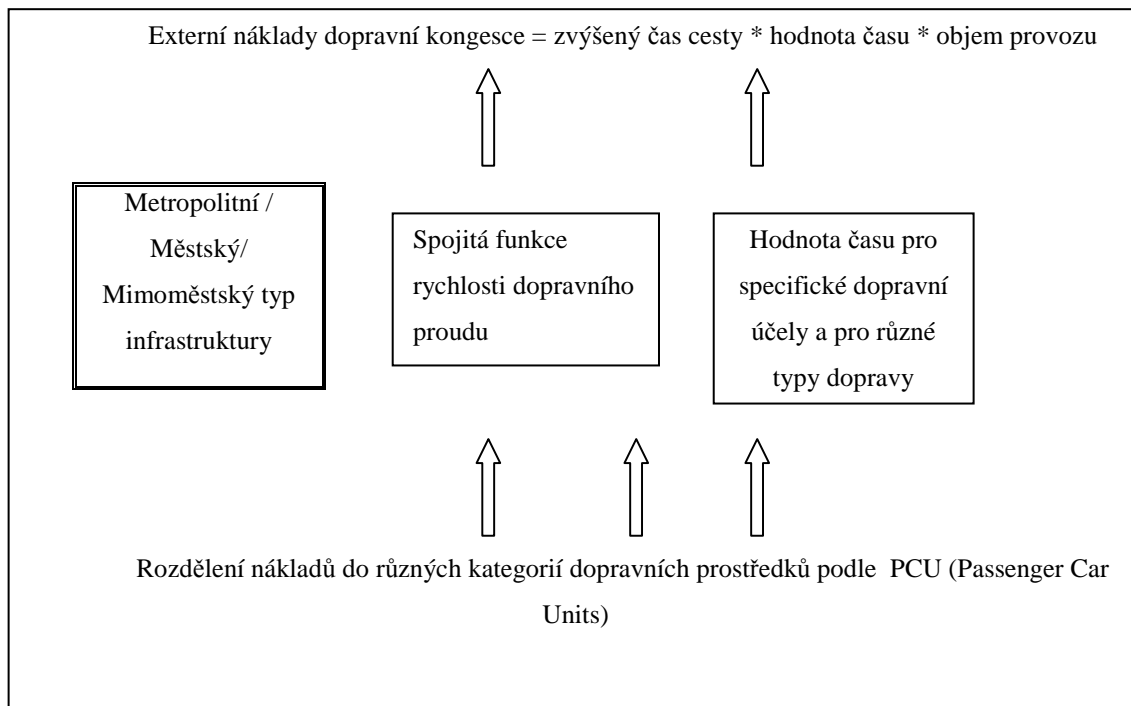 Externí náklady dopravní kongesce = zvýšený čas cesty * hodnota času * objem provozu
Metropolitní /
Městský/
Mimoměstský typ
infrastruktury
Spojitá funkce
rychlosti dopravního
proudu
Hodnota času pro
specifické dopravní
účely a pro různé
typy dopravy
Rozdělení nákladů do různých kategorií dopravních prostředků podle PCU (Passenger Car
Units)